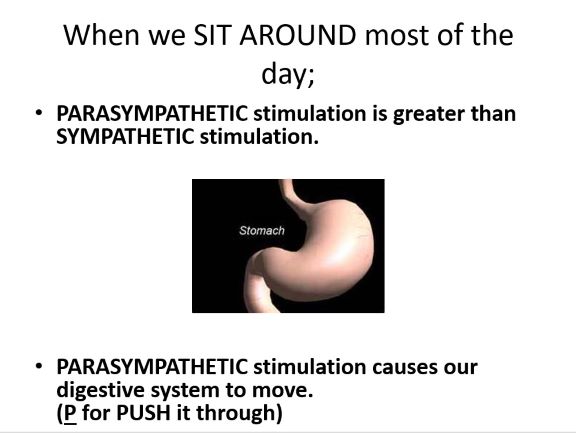 When we SIT AROUND most of the
day;
• PARASYMPATHETIC stimulation is greater than
SYMPATHETIC stimulation.
Stomach
• PARASYMPATHETIC stimulation causes our
digestive system to move.
(P for PUSH it through)